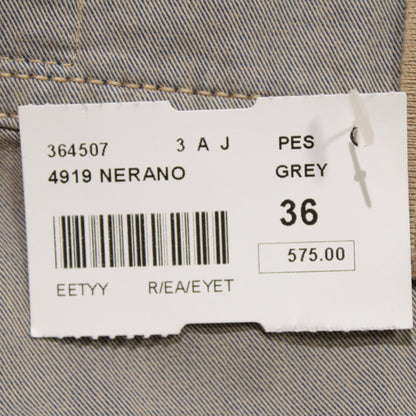 364507 3 A J PES
4919 NERANO GREY
36
575.00
EETYY R/EA/EYET